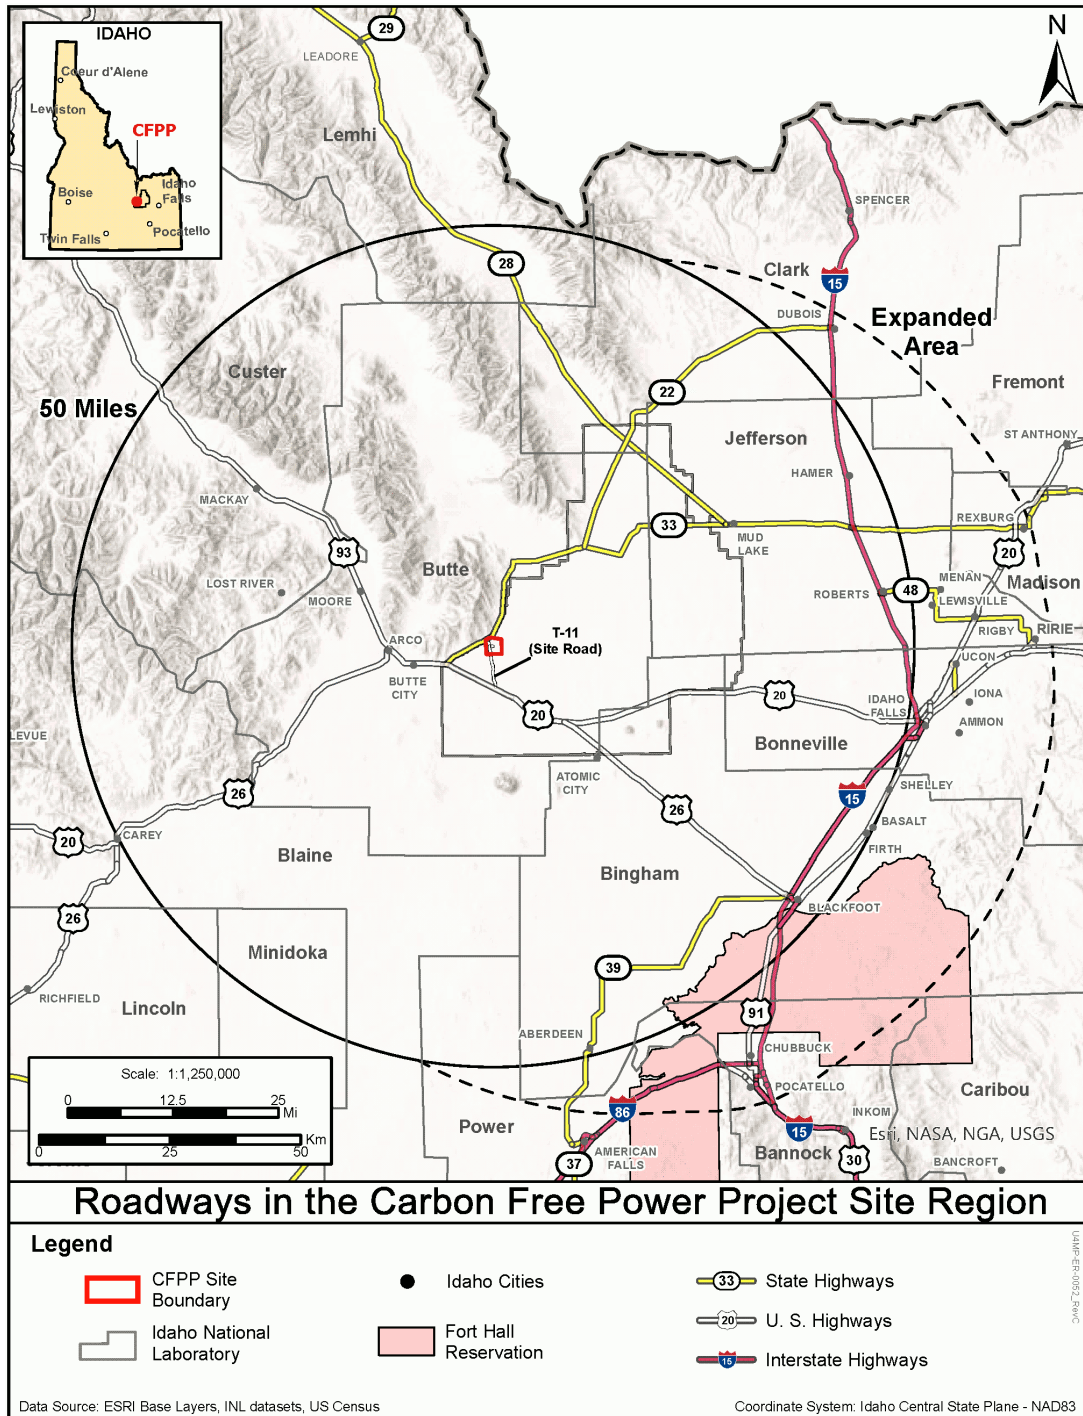 IDAHO
Coeur d'Alene
Lewiston
CFPP
Boise
Idaho
Falls
Twin Falls
Pocatello
N
29
LEADORE
Lemhi
SPENCER
28
Clark
15
DUBOIS
Expanded
Area
Custer
22
Fremont
50 Miles
Jefferson
ST ANTHONY
HAMER
MACKAY
33
REXBURG
MUD
LAKE
93
20
Butte
LOST RIVER
MOORE
ROBERTS
48
MENAN
Madison
LEWISVILLE
T-11
(Site Road)
RIGBY
RIRIE
ARCO
UCON
BUTTE
CITY
20
20
IDAHO
FALLS
IONA
AMMON
LEVUE
Bonneville
ATOMIC
CITY
SHELLEY
26
15
26
BASALT
CAREY
20
FIRTH
Blaine
Bingham
BLACKFOOT
26
Minidoka
39
RICHFIELD
Lincoln
91
ABERDEEN
CHUBBUCK
Scale: 1:1,250,000
0 12.5 25
Mi
Km
0 25 50
POCATELLO
Caribou
86
INKOM
Power
15
Esri, NASA, NGA, USGS
AMERICAN
FALLS
37
Bannock
30
BANCROFT
Roadways in the Carbon Free Power Project Site Region
Legend
CFPP Site
Boundary
Idaho Cities
33
State Highways
Idaho National
Laboratory
Fort Hall
Reservation
20
U. S. Highways
15
Interstate Highways
U4MP-ER-0052_RevC
Data Source: ESRI Base Layers, INL datasets, US Census
Coordinate System: Idaho Central State Plane - NAD83